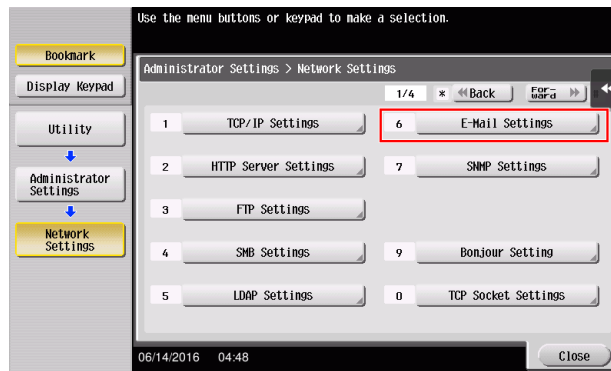 Use the menu buttons or keypad to make a selection.
Bookmark
Display Keypad
Utility
Administrator
Settings
Network
Settings
Administrator Settings > Network Settings
1/4 * Back For-
ward
1 TCP/IP Settings
6 E-Mail Settings
2 HTTP Server Settings
7 SNMP Settings
3 FTP Settings
4 SMB Settings
9 Bonjour Setting
5 LDAP Settings
0 TCP Socket Settings
06/14/2016 04:48
Close